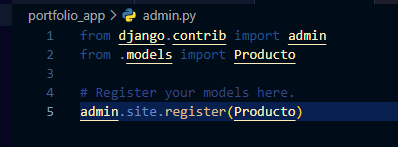 portfolio_app > admin.py
1 from django.contrib import admin
2 from .models import Producto
3
4 # Register your models here.
5 admin.site.register(Producto)